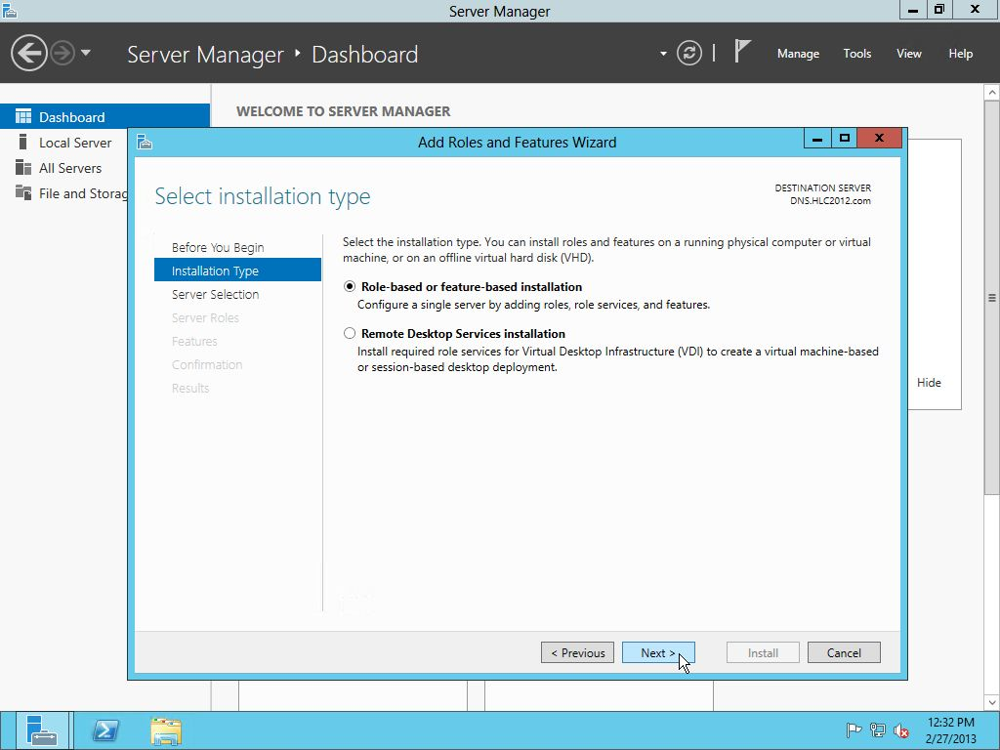 Server Manager
Server Manager ‣ Dashboard
Manage Tools View Help
Dashboard
Local Server
All Servers
File and Storag
WELCOME TO SERVER MANAGER
Add Roles and Features Wizard
Select installation type
DESTINATION SERVER
DNS.HLC2012.com
Before You Begin
Installation Type
Server Selection
Server Roles
Features
Confirmation
Results
Select the installation type. You can install roles and features on a running physical computer or virtual
machine, or on an offline virtual hard disk (VHD).
Role-based or feature-based installation
Configure a single server by adding roles, role services, and features.
Remote Desktop Services installation
Install required role services for Virtual Desktop Infrastructure (VDI) to create a virtual machine-based
or session-based desktop deployment.
Hide
< Previous Next > Install Cancel
12:32 PM
2/27/2013